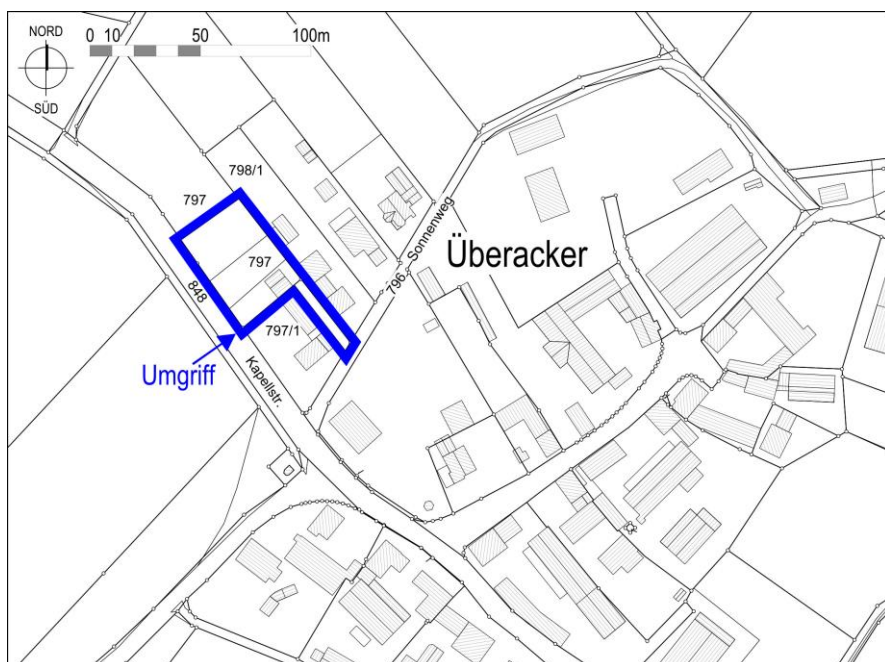 NORD
0 10 50 100m
SÜD
798/1
797
796 Sonnenweg
Überacker
797
848
797/1
Umgriff
Kapellstr.